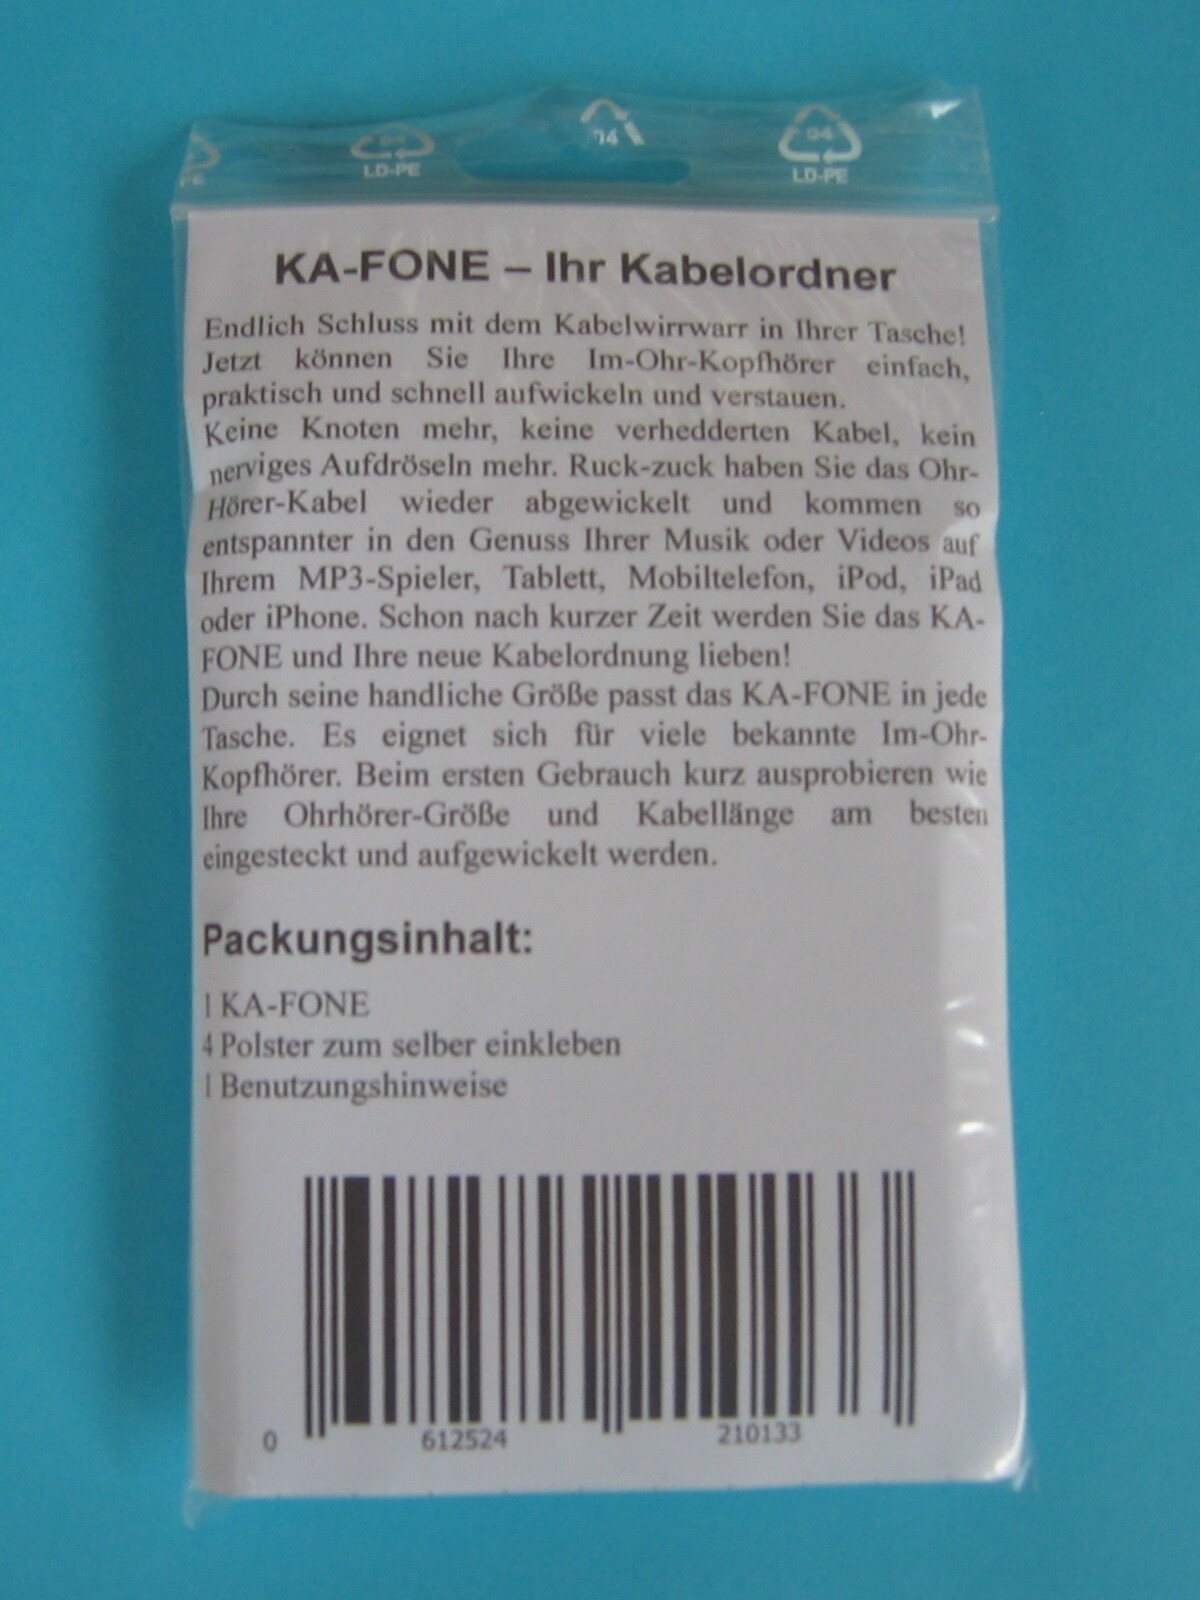 04
LD-PE
04
LD-PE
KA-FONE – Ihr Kabelordner
Endlich Schluss mit dem Kabelwirrwarr in Ihrer Tasche!
Jetzt können Sie Ihre Im-Ohr-Kopfhörer einfach,
praktisch und schnell aufwickeln und verstauen.
Keine Knoten mehr, keine verhedderten Kabel, kein
nerviges Aufdröseln mehr. Ruck-zuck haben Sie das Ohr-
Hörer-Kabel wieder abgewickelt und kommen so
entspannter in den Genuss Ihrer Musik oder Videos auf
Ihrem MP3-Spieler, Tablett, Mobiltelefon, iPod, iPad
oder iPhone. Schon nach kurzer Zeit werden Sie das KA-
FONE und Ihre neue Kabelordnung lieben!
Durch seine handliche Größe passt das KA-FONE in jede
Tasche. Es eignet sich für viele bekannte Im-Ohr-
Kopfhörer. Beim ersten Gebrauch kurz ausprobieren wie
Ihre Ohrhörer-Größe und Kabellänge am besten
eingesteckt und aufgewickelt werden.
Packungsinhalt:
1 KA-FONE
4 Polster zum selber einkleben
1 Benutzungshinweise
0 612524 210133